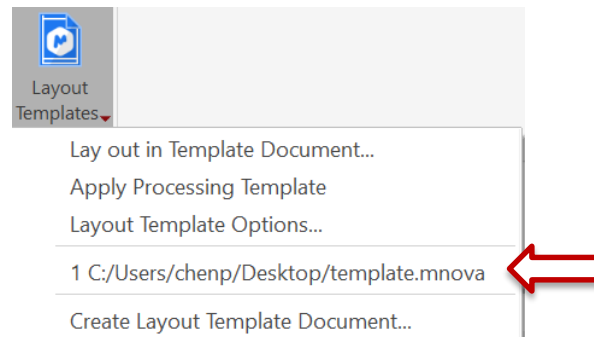 Layout
Templates
Lay out in Template Document...
Apply Processing Template
Layout Template Options...
1 C:/Users/chenp/Desktop/template.mnova
Create Layout Template Document...